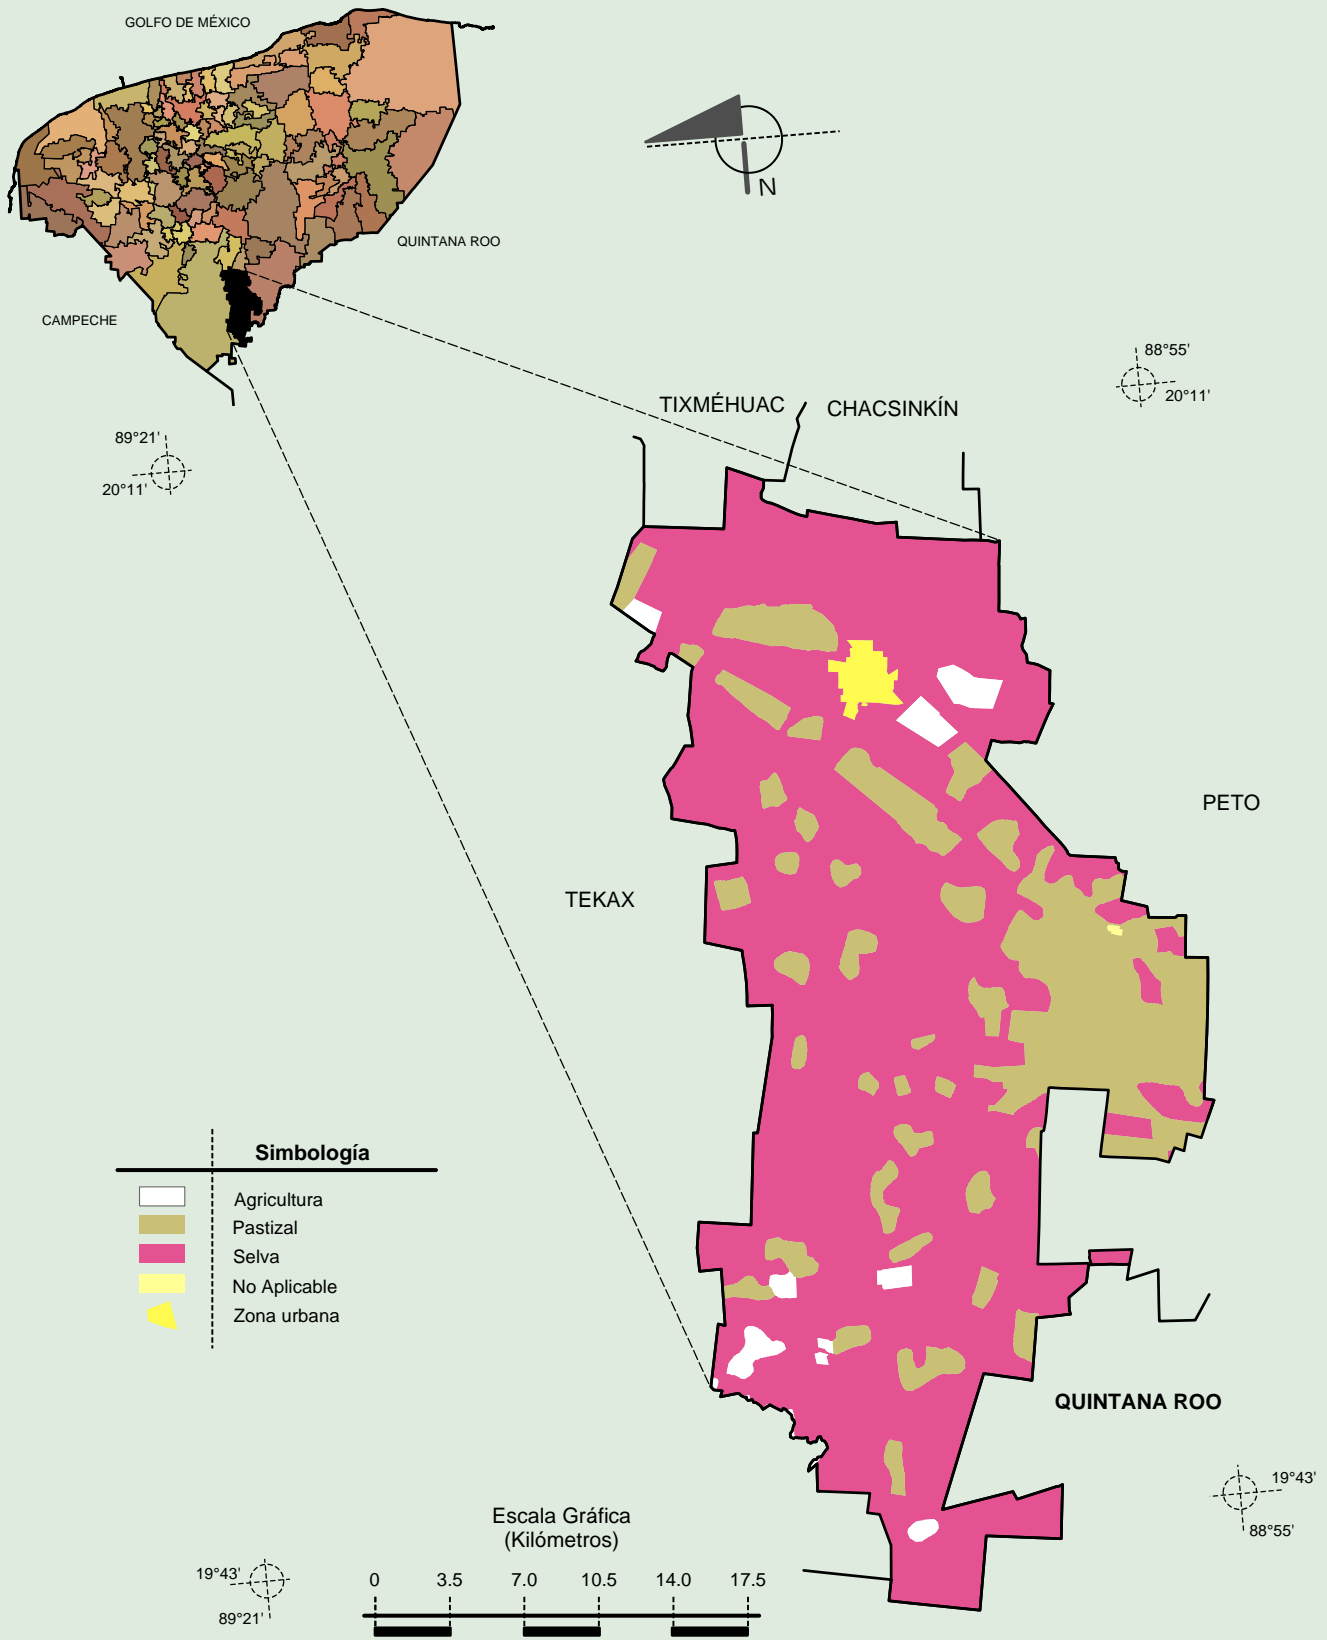 GOLFO DE MÉXICO
QUINTANA ROO
CAMPECHE
N
88°55'
20°11'
89°21'
20°11'
TIXMÉHUAC
CHACSINKÍN
PETO
TEKAX
Simbología
Agricultura
Pastizal
Selva
No Aplicable
Zona urbana
QUINTANA ROO
19°43'
88°55'
Escala Gráfica
(Kilómetros)
0 3.5 7.0 10.5 14.0 17.5
19°43'
89°21'